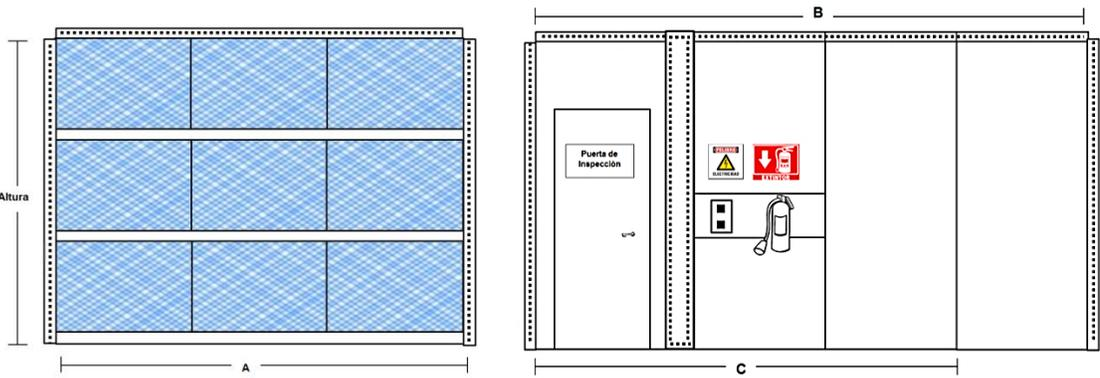 Altura
A
B
Puerta de
Inspección
PELIGRO
ELECTRICIDAD
EXTINTOR
C